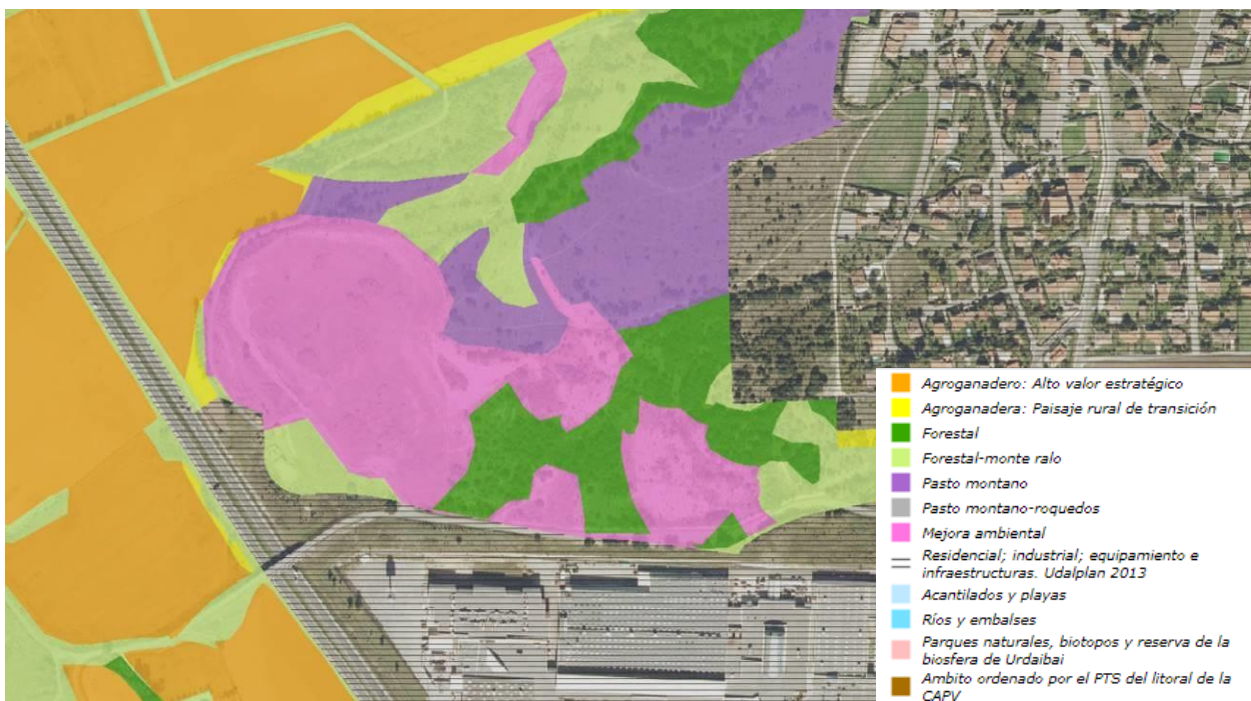 Agroganadero: Alto valor estratégico
Agroganadera: Paisaje rural de transición
Forestal
Forestal-monte ralo
Pasto montano
Pasto montano-roquedos
Mejora ambiental
Residencial; industrial; equipamiento e
infraestructuras. Udalplan 2013
Acantilados y playas
Ríos y embalses
Parques naturales, biotopos y reserva de la
biosfera de Urdaibai
Ambito ordenado por el PTS del litoral de la
CAPV